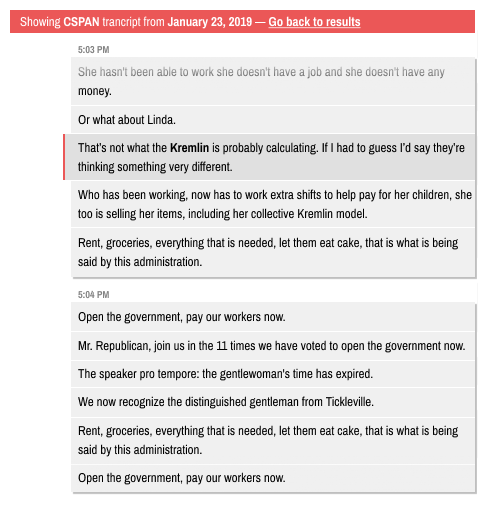 Showing CSPAN trancript from January 23, 2019 — Go back to results
5:03 PM
She hasn't been able to work she doesn't have a job and she doesn't have any
money.
Or what about Linda.
That's not what the Kremlin is probably calculating. If I had to guess I'd say they're
thinking something very different.
Who has been working, now has to work extra shifts to help pay for her children, she
too is selling her items, including her collective Kremlin model.
Rent, groceries, everything that is needed, let them eat cake, that is what is being
said by this administration.
5:04 PM
Open the government, pay our workers now.
Mr. Republican, join us in the 11 times we have voted to open the government now.
The speaker pro tempore: the gentlewoman's time has expired.
We now recognize the distinguished gentleman from Tickleville.
Rent, groceries, everything that is needed, let them eat cake, that is what is being
said by this administration.
Open the government, pay our workers now.